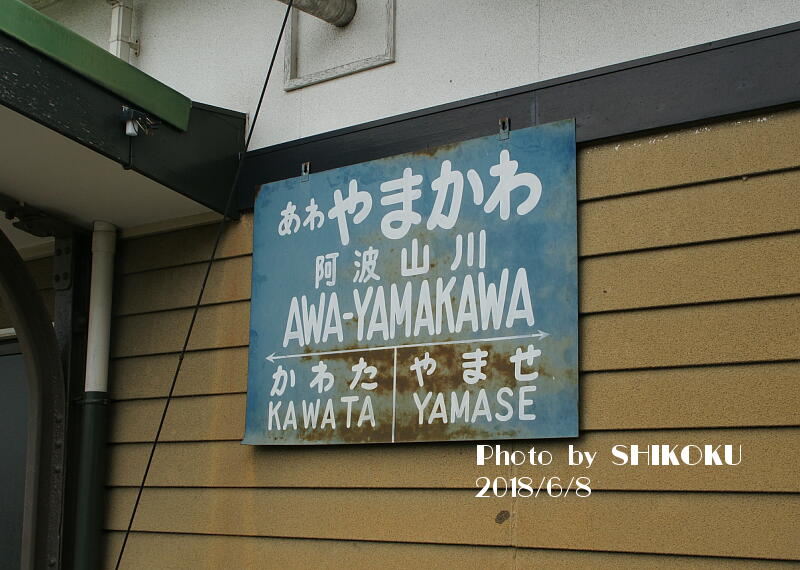 あわやまかわ
阿波山川
AWA-YAMAKAWA
かわた やませ
KAWATA YAMASE
Photo by SHIKOKU
2018/6/8